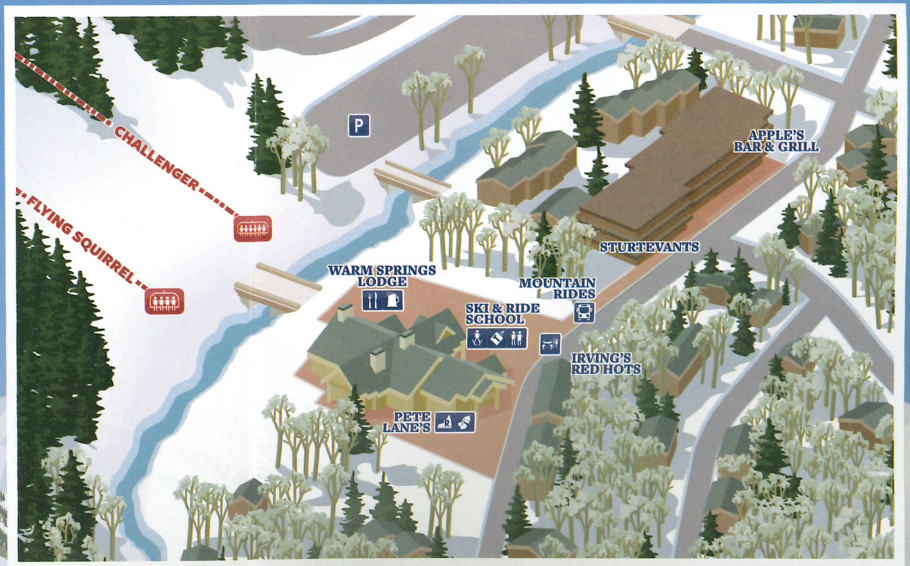 P
CHALLENGER
FLYING SQUIRREL
APPLE'S
BAR & GRILL
STURTEVANTS
WARM SPRINGS
LODGE
MOUNTAIN
RIDES
SKI & RIDE
SCHOOL
IRVING'S
RED HOTS
PETE
LANE'S